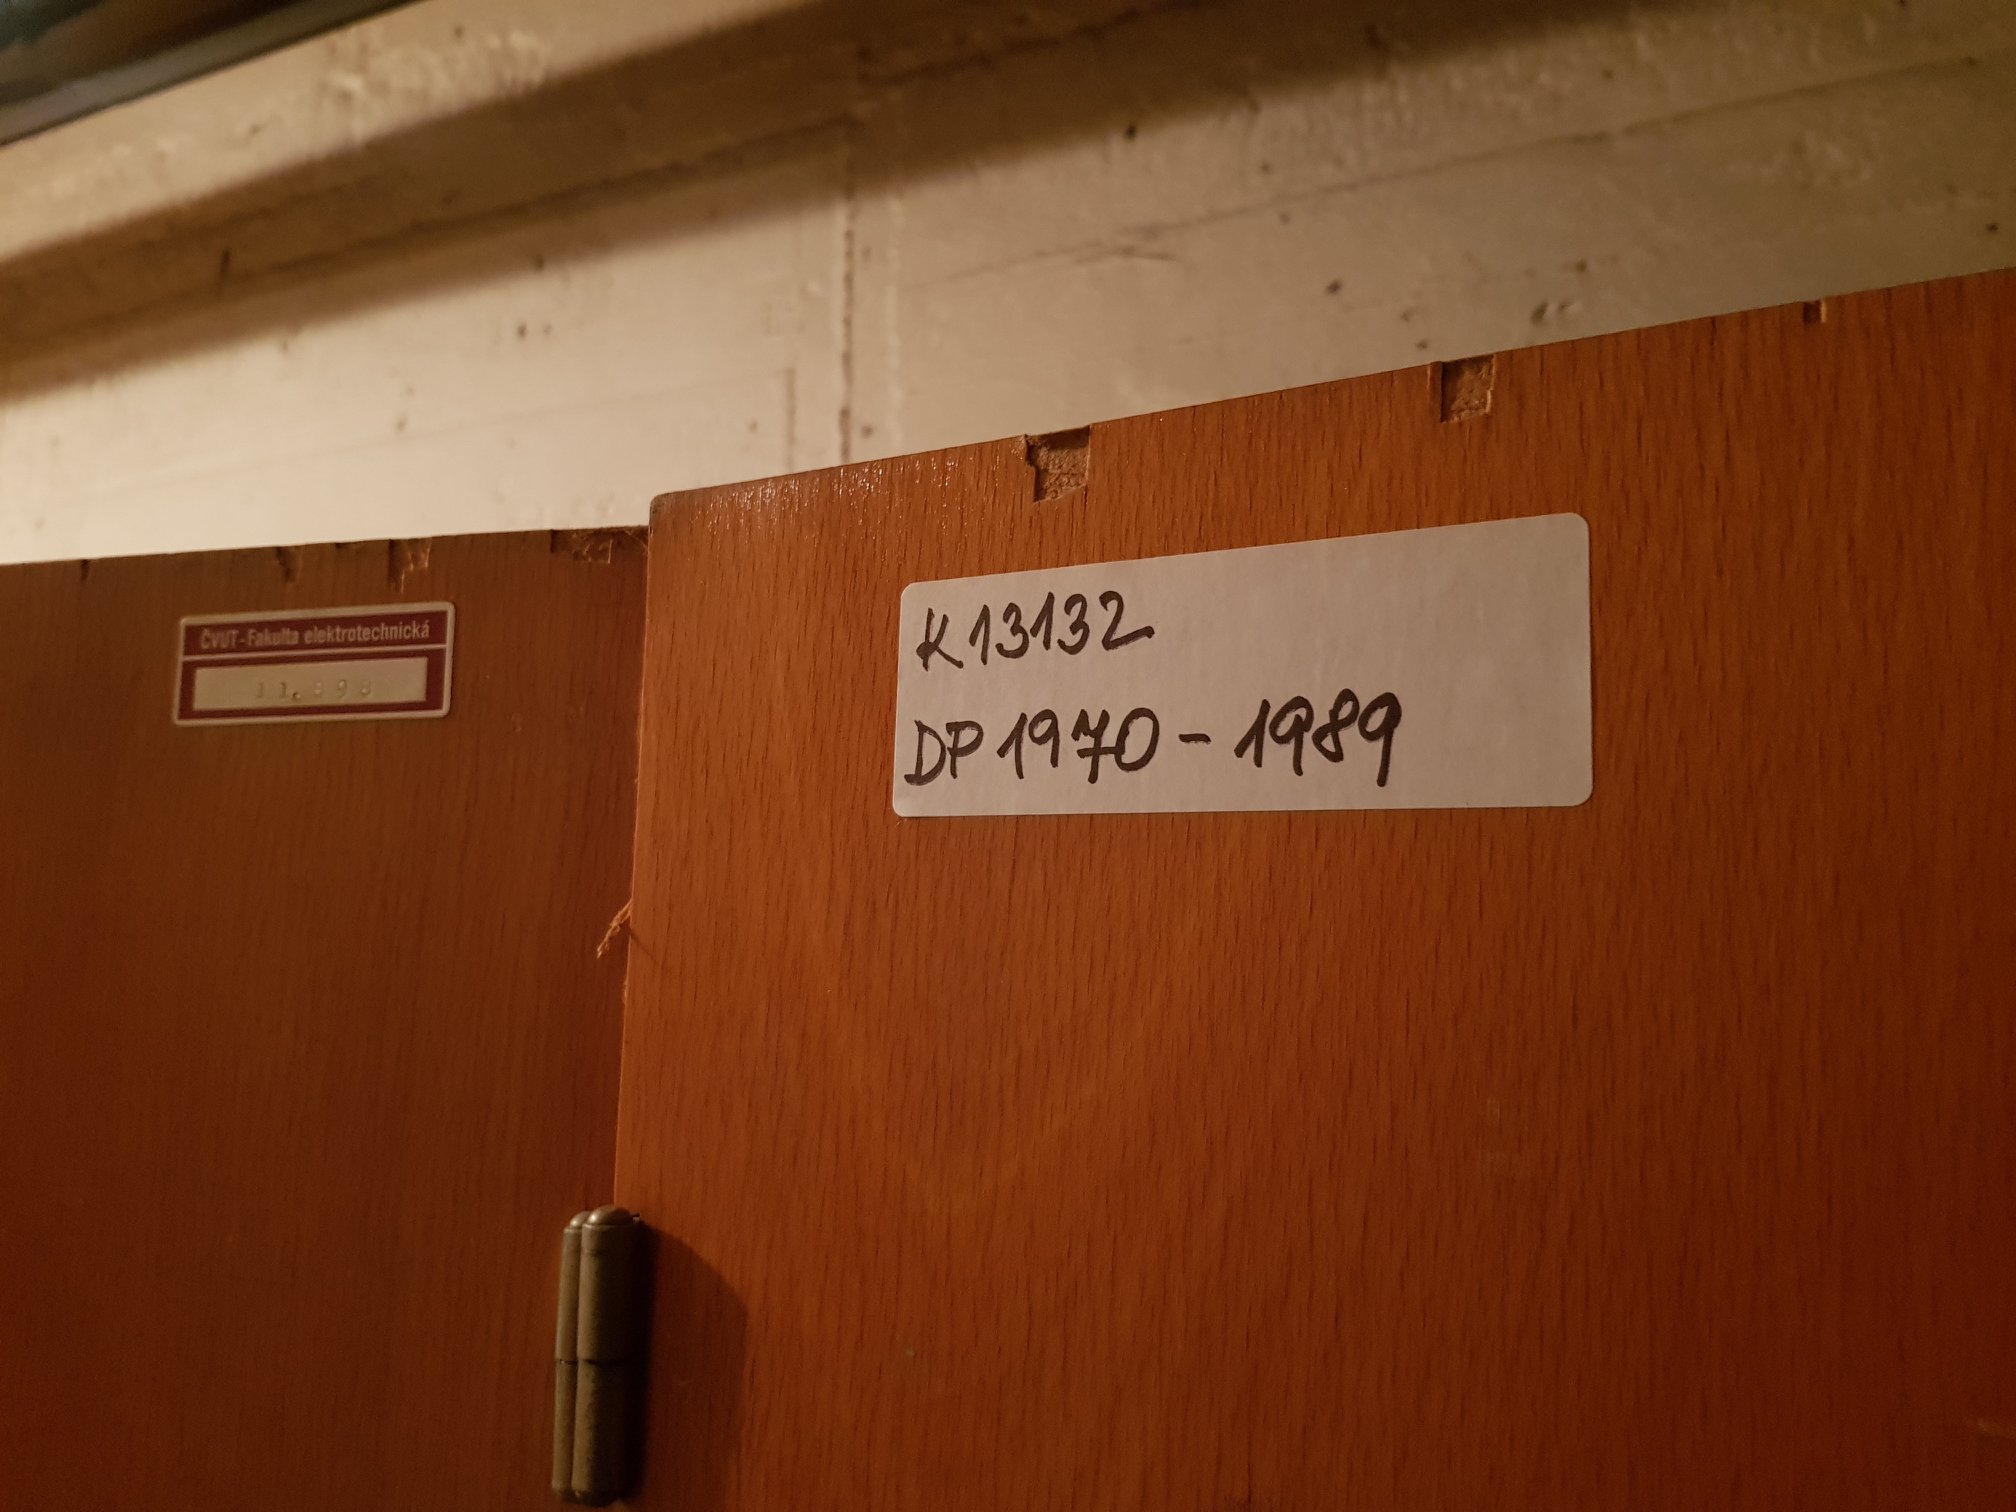 ČVUT-Fakulta elektrotechnická
K13132
DP 1970 - 1989